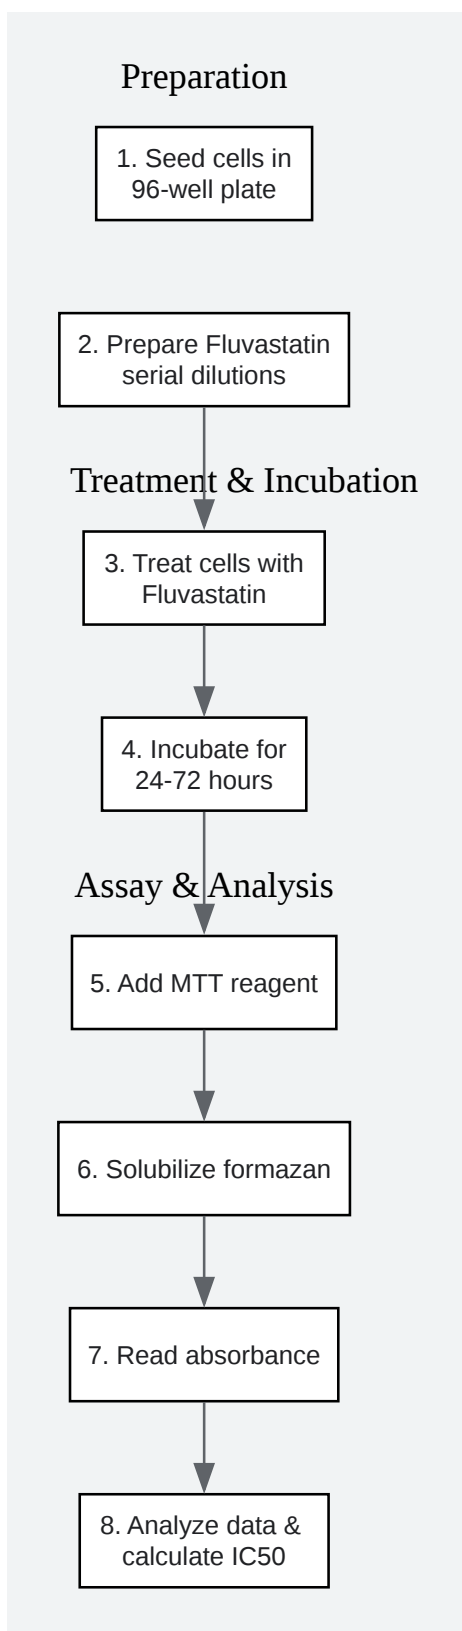 Preparation
1. Seed cells in
96-well plate
2. Prepare Fluvastatin
serial dilutions
Treatment & Incubation
3. Treat cells with
Fluvastatin
4. Incubate for
24-72 hours
Assay & Analysis
5. Add MTT reagent
6. Solubilize formazan
7. Read absorbance
8. Analyze data &
calculate IC50